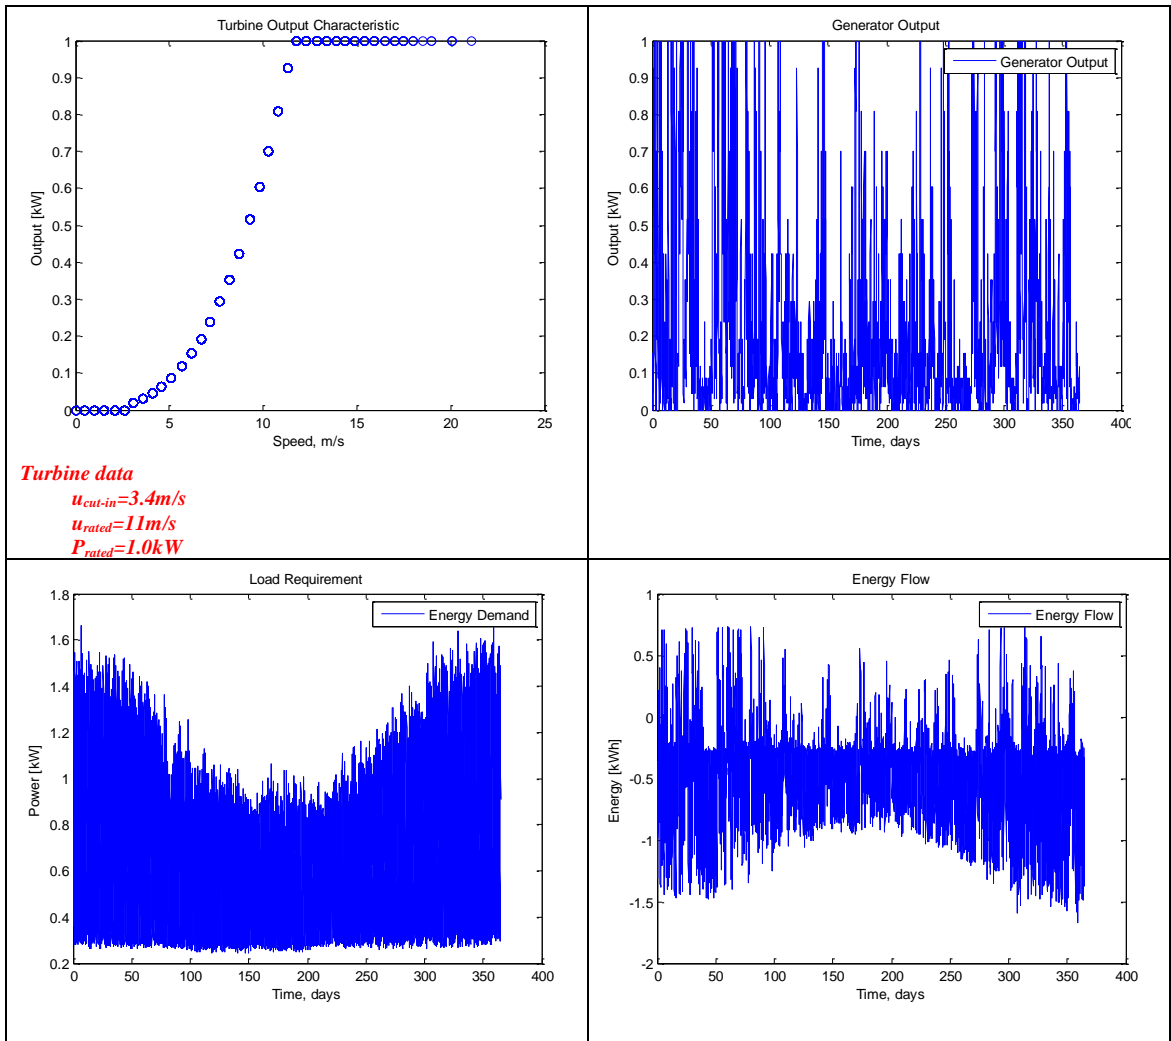 Turbine Output Characteristic
1
0.9
0.8
0.7
0.6
0.5
0.4
0.3
0.2
0.1
0
Output [kW]
0 5 10 15 20 25
Speed, m/s
Turbine data
u cut-in=3.4m/s
u rated=11m/s
P rated=1.0kW
Generator Output
Generator Output
1
0.9
0.8
0.7
0.6
0.5
0.4
0.3
0.2
0.1
0
Output [kW]
0 50 100 150 200 250 300 350 400
Time, days
Load Requirement
Energy Demand
1.8
1.6
1.4
1.2
1
0.8
0.6
0.4
0.2
Power [kW]
0 50 100 150 200 250 300 350 400
Time, days
Energy Flow
Energy Flow
1
0.5
0
-0.5
-1
-1.5
-2
Energy [kWh]
0 50 100 150 200 250 300 350 400
Time, days